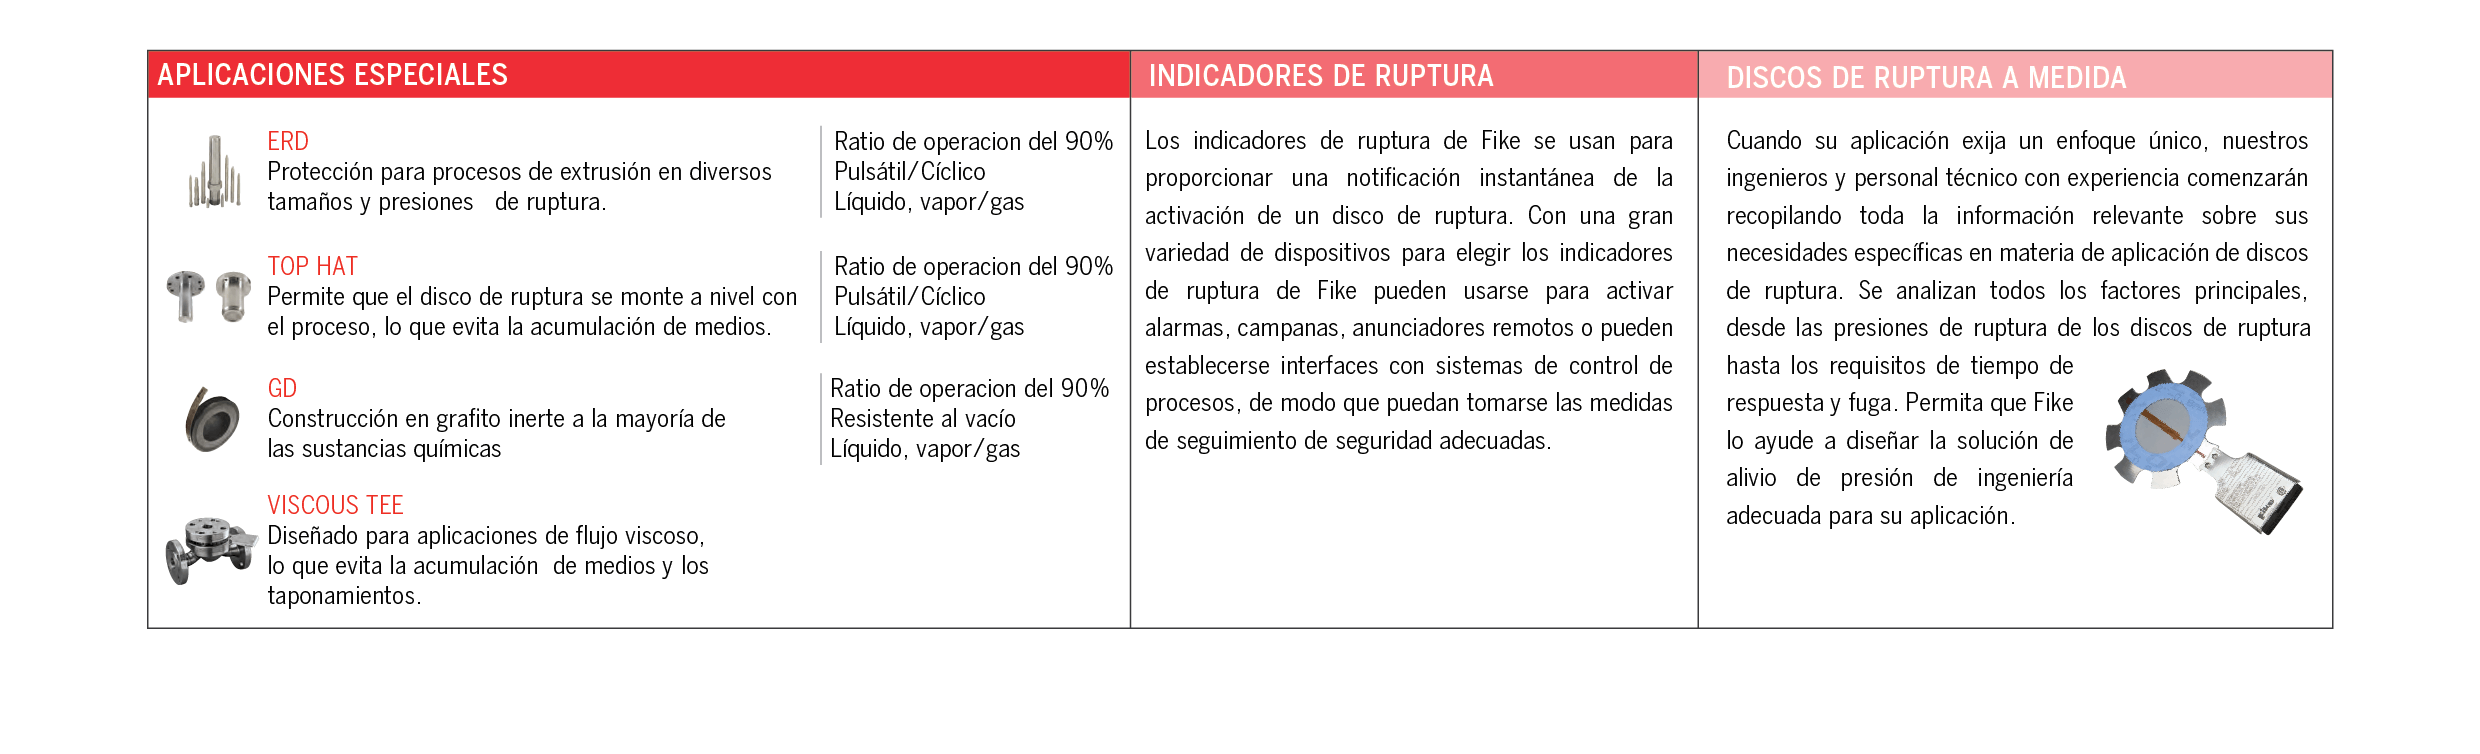 APLICACIONES ESPECIALES
ERD
Protección para procesos de extrusión en diversos
tamaños y presiones de ruptura.
Ratio de operacion del 90%
Pulsátil/Cíclico
Líquido, vapor/gas
TOP HAT
Permite que el disco de ruptura se monte a nivel con
el proceso, lo que evita la acumulación de medios.
Ratio de operacion del 90%
Pulsátil/Cíclico
Líquido, vapor/gas
GD
Construcción en grafito inerte a la mayoría de
las sustancias químicas
Ratio de operacion del 90%
Resistente al vacío
Líquido, vapor/gas
VISCOUS TEE
Diseñado para aplicaciones de flujo viscoso,
lo que evita la acumulación de medios y los
taponamientos.
INDICADORES DE RUPTURA
Los indicadores de ruptura de Fike se usan para
proporcionar una notificación instantánea de la
activación de un disco de ruptura. Con una gran
variedad de dispositivos para elegir los indicadores
de ruptura de Fike pueden usarse para activar
alarmas, campanas, anunciadores remotos o pueden
establecerse interfaces con sistemas de control de
procesos, de modo que puedan tomarse las medidas
de seguimiento de seguridad adecuadas.
DISCOS DE RUPTURA A MEDIDA
Cuando su aplicación exija un enfoque único, nuestros
ingenieros y personal técnico con experiencia comenzarán
recopilando toda la información relevante sobre sus
necesidades específicas en materia de aplicación de discos
de ruptura. Se analizan todos los factores principales,
desde las presiones de ruptura de los discos de ruptura
hasta los requisitos de tiempo de
respuesta y fuga. Permita que Fike
lo ayude a diseñar la solución de
alivio de presión de ingeniería
adecuada para su aplicación.